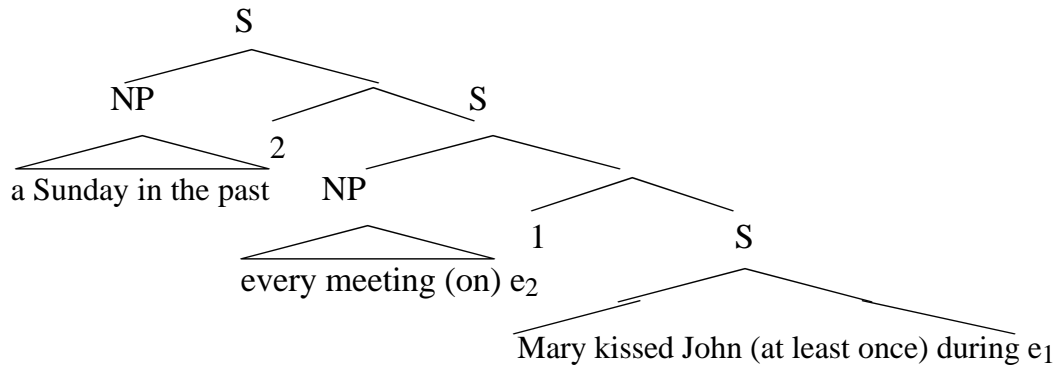 S
NP
2
S
a Sunday in the past
NP
1
S
every meeting (on) e₂
Mary kissed John (at least once) during e₁